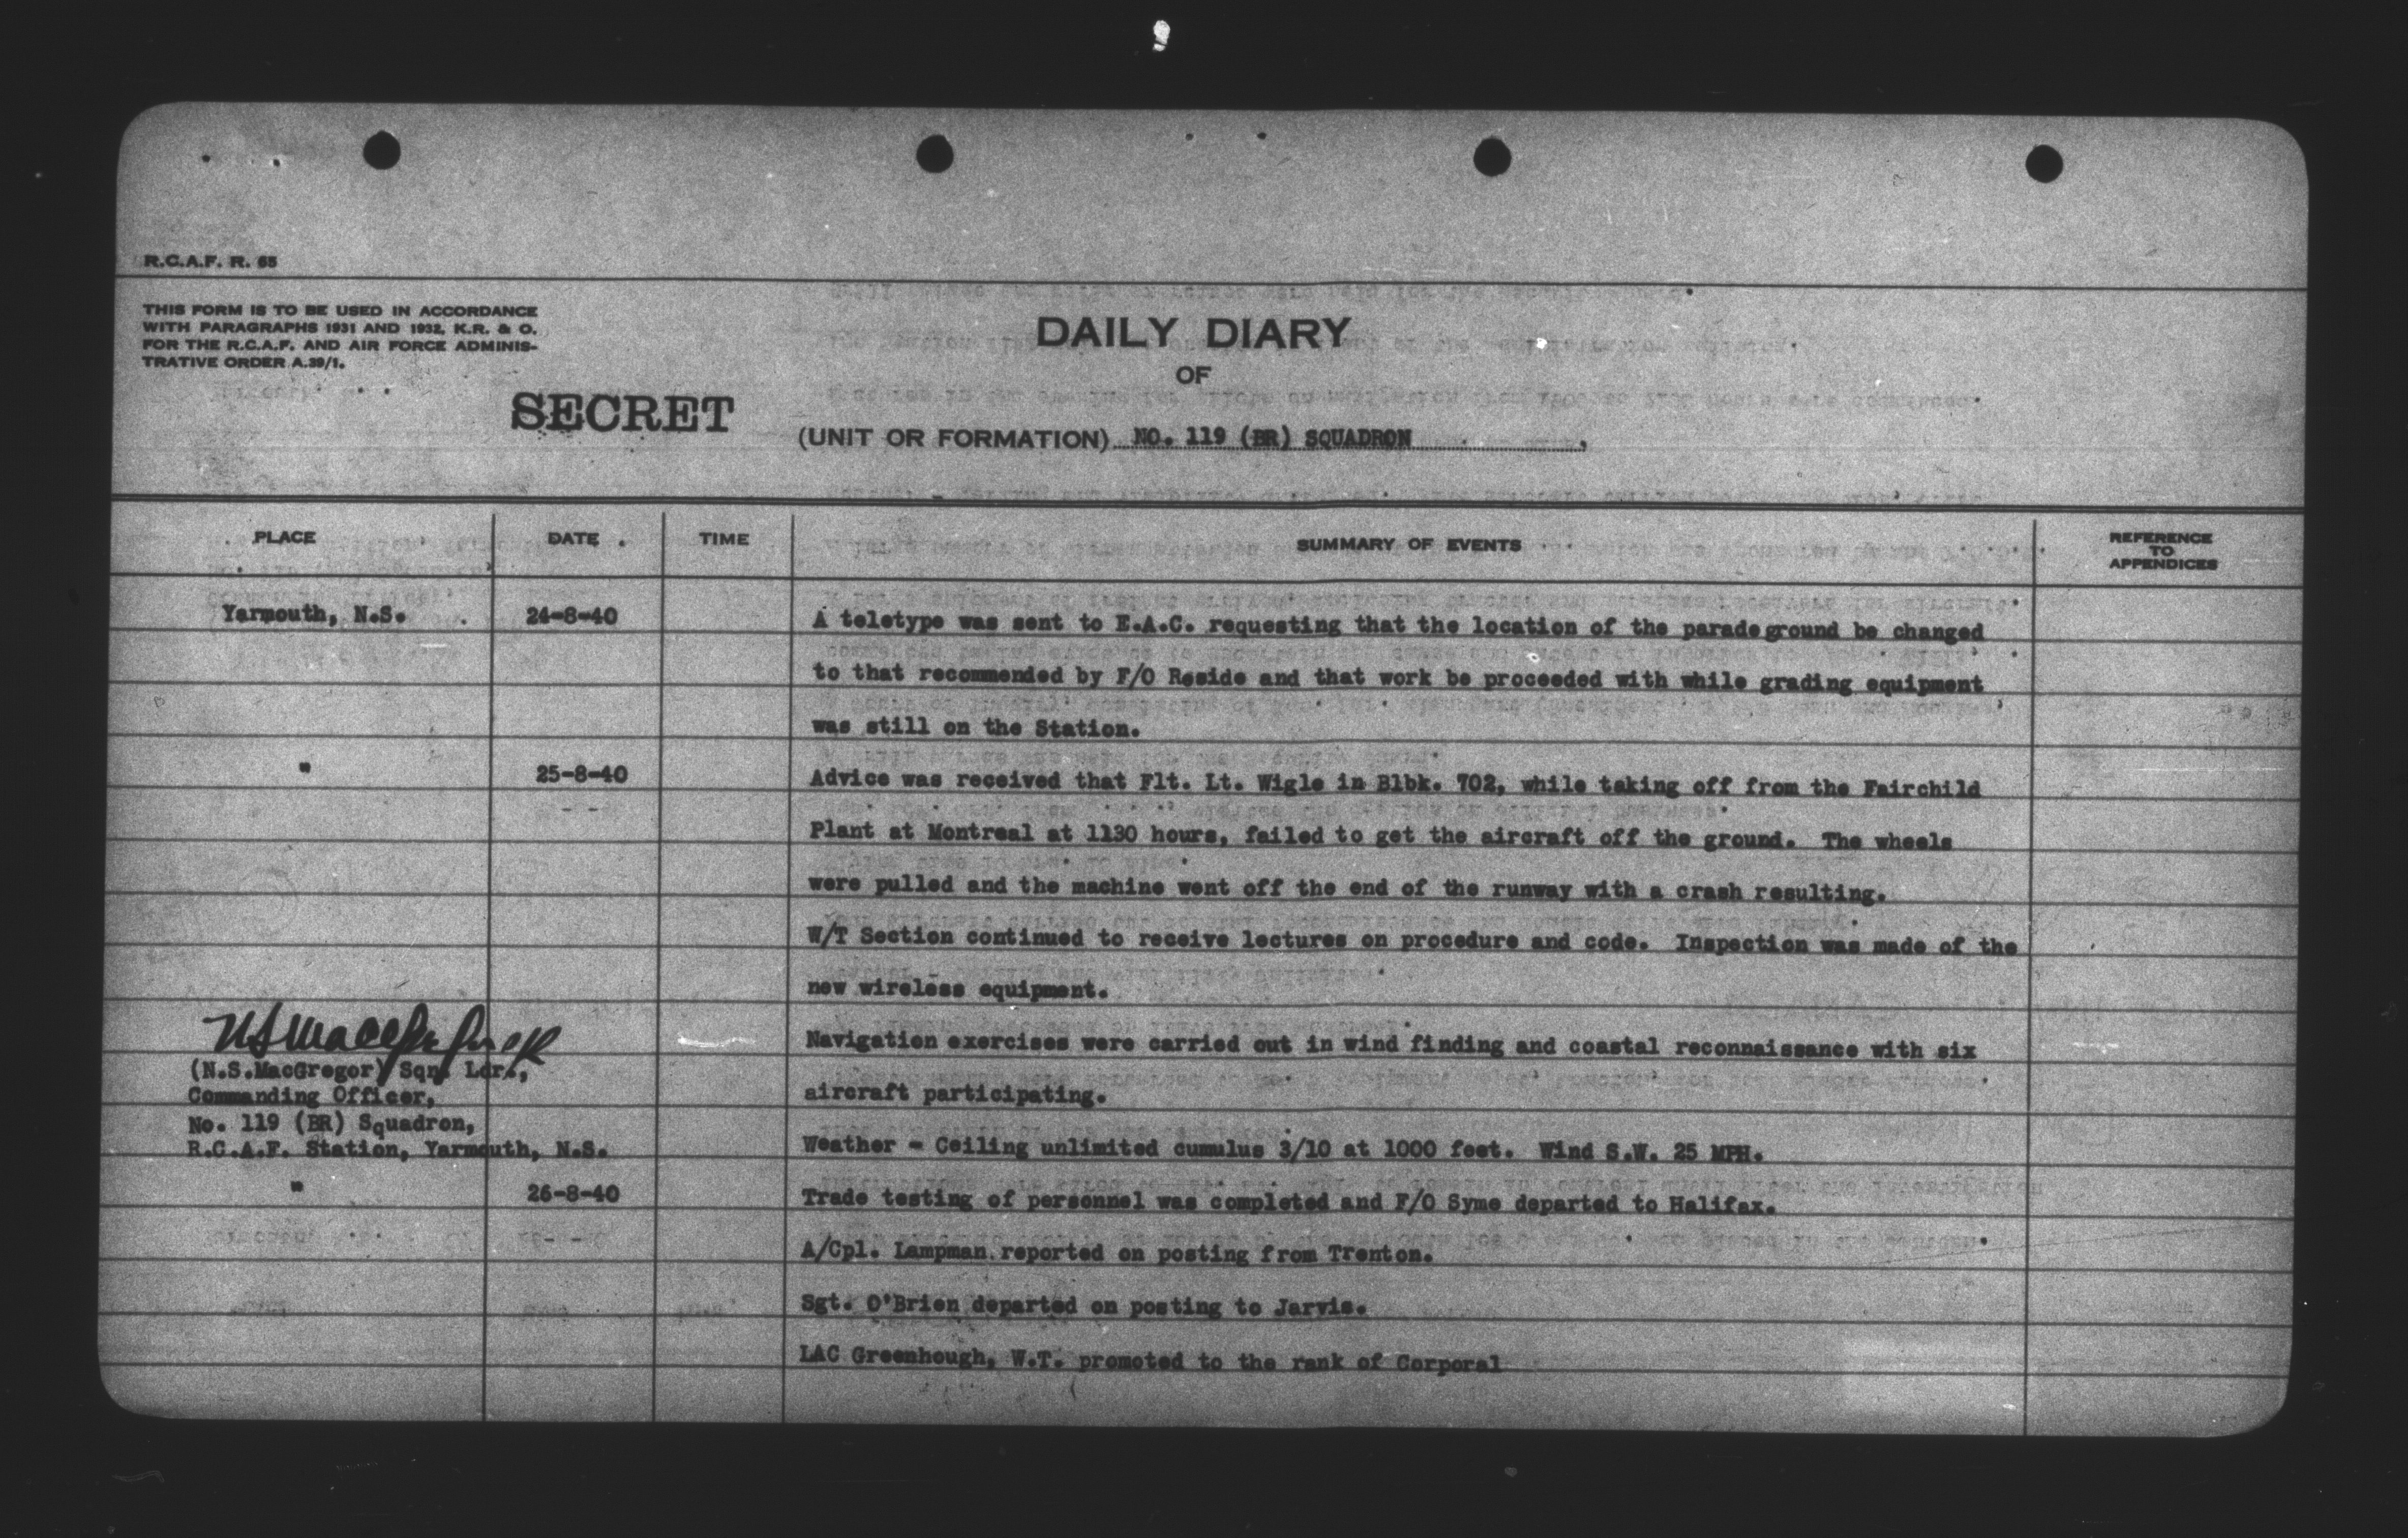 R.C.A.F. R. 65
THIS FORM IS TO BE USED IN ACCORDANCE
WITH PARAGRAPHS 1931 AND 1932, K.R. & O.
FOR THE R.C.A.F. AND AIR FORCE ADMINIS-
TRATIVE ORDER A.39/1.
DAILY DIARY
OF
SECRET
(UNIT OR FORMATION) NO. 119 (BR) SQUADRON
PLACE DATE TIME SUMMARY OF EVENTS REFERENCE
TO
APPENDICES
Yarmouth, N.S. 24-8-40 A teletype was sent to E.A.C. requesting that the location of the parade ground be changed
to that recommended by F/O Reside and that work be proceeded with while grading equipment
was still on the Station.
" 25-8-40 Advice was received that Flt. Lt. Wigle in Blbk. 702, while taking off from the Fairchild
Plant at Montreal at 1130 hours, failed to get the aircraft off the ground. The wheels
were pulled and the machine went off the end of the runway with a crash resulting.
W/T Section continued to receive lectures on procedure and code. Inspection was made of the
new wireless equipment.
Navigation exercises were carried out in wind finding and coastal reconnaissance with six
aircraft participating.
NS MacGregor S/L
(N.S.MacGregor) Sqn. Ldr.,
Commanding Officer,
No. 119 (BR) Squadron,
R.C.A.F. Station, Yarmouth, N.S.
Weather - Ceiling unlimited cumulus 3/10 at 1000 feet. Wind S.W. 25 MPH.
" 26-8-40 Trade testing of personnel was completed and F/O Syme departed to Halifax.
A/Cpl. Lampman reported on posting from Trenton.
Sgt. O'Brien departed on posting to Jarvis.
LAC Greenhough, W.T. promoted to the rank of Corporal